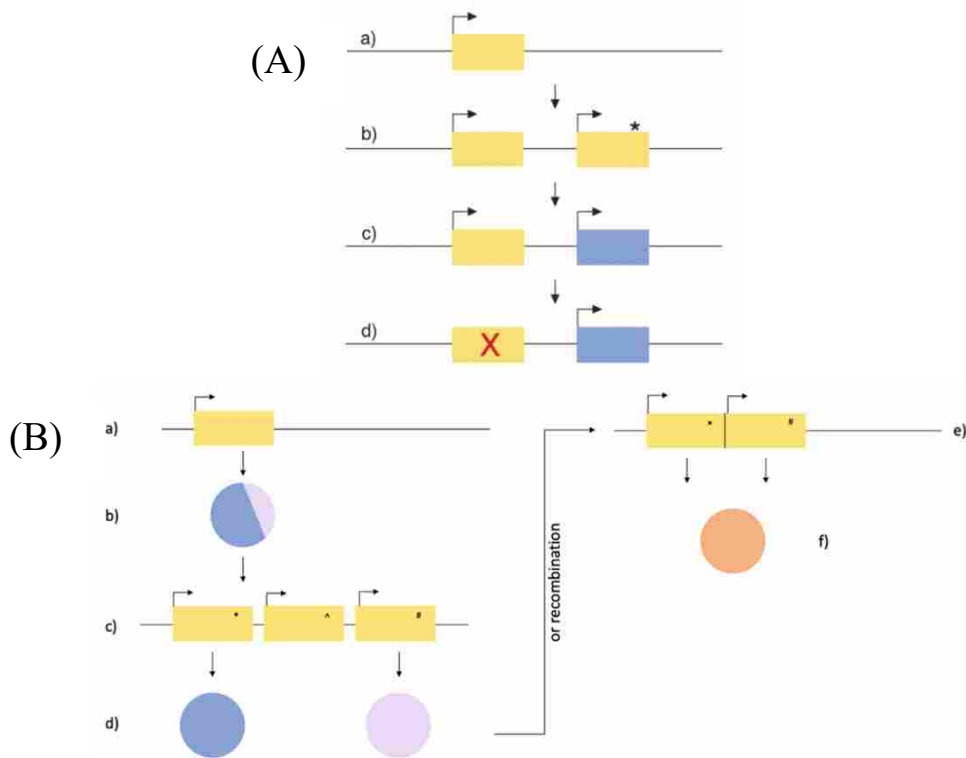 (A)
a)
b)
*
c)
d)
X
(B)
a)
b)
c)
* ^ #
d)
or recombination
* #
e)
f)